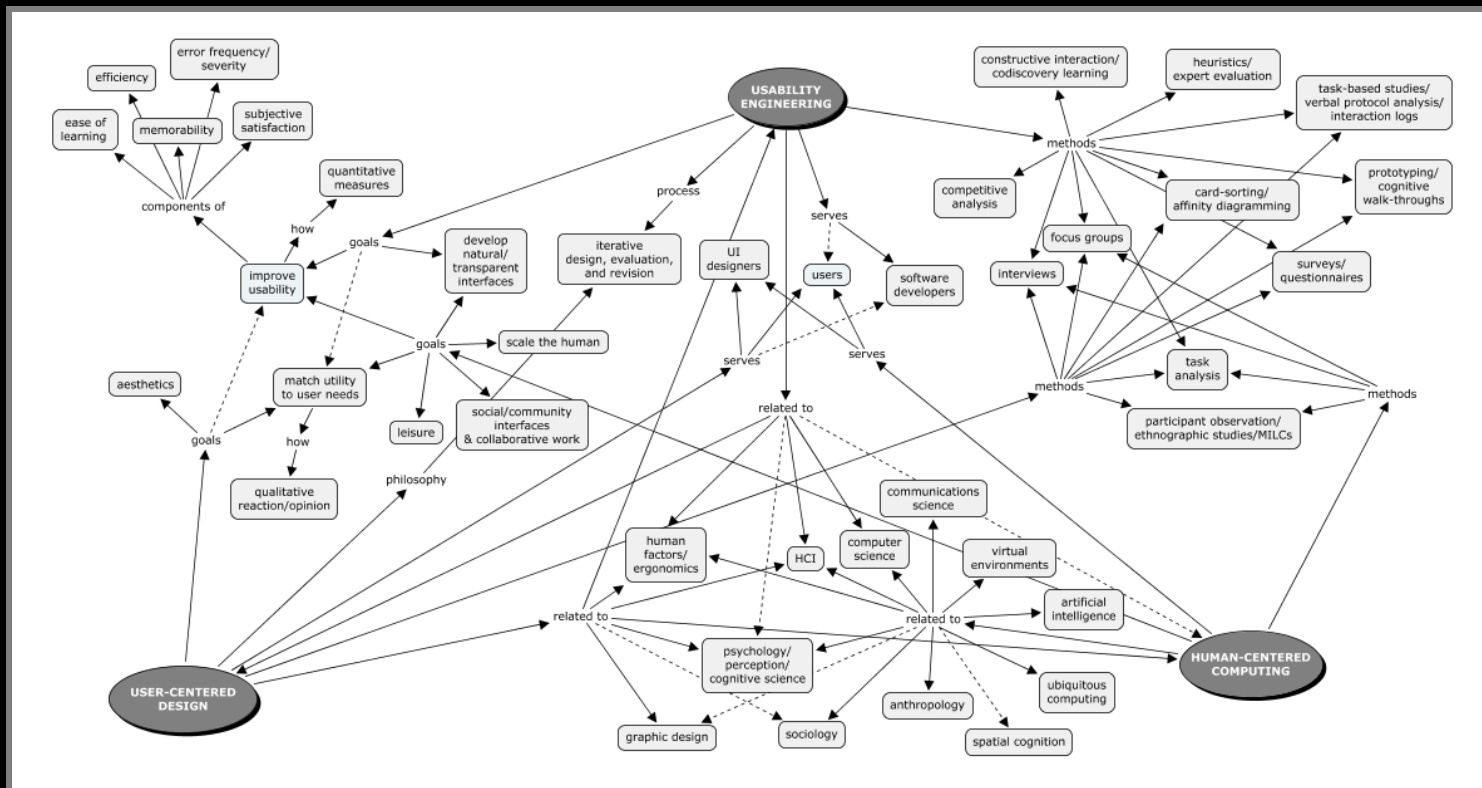 error frequency/
severity
efficiency
ease of
learning
memorability
subjective
satisfaction
components of
quantitative
measures
how
goals
improve
usability
develop
natural/
transparent
interfaces
USABILITY
ENGINEERING
process
iterative
design, evaluation,
and revision
serves
UI
designers
users
software
developers
constructive interaction/
codiscovery learning
heuristics/
expert evaluation
task-based studies/
verbal protocol analysis/
interaction logs
methods
competitive
analysis
card-sorting/
affinity diagramming
prototyping/
cognitive
walk-throughs
focus groups
interviews
surveys/
questionnaires
goals
scale the human
serves
serves
task
analysis
methods
methods
participant observation/
ethnographic studies/MILCs
aesthetics
match utility
to user needs
goals
how
leisure
social/community
interfaces
& collaborative work
related to
philosophy
qualitative
reaction/opinion
communications
science
human
factors/
ergonomics
HCI
computer
science
virtual
environments
artificial
intelligence
related to
related to
psychology/
perception/
cognitive science
HUMAN-CENTERED
COMPUTING
USER-CENTERED
DESIGN
ubiquitous
computing
anthropology
graphic design
sociology
spatial cognition